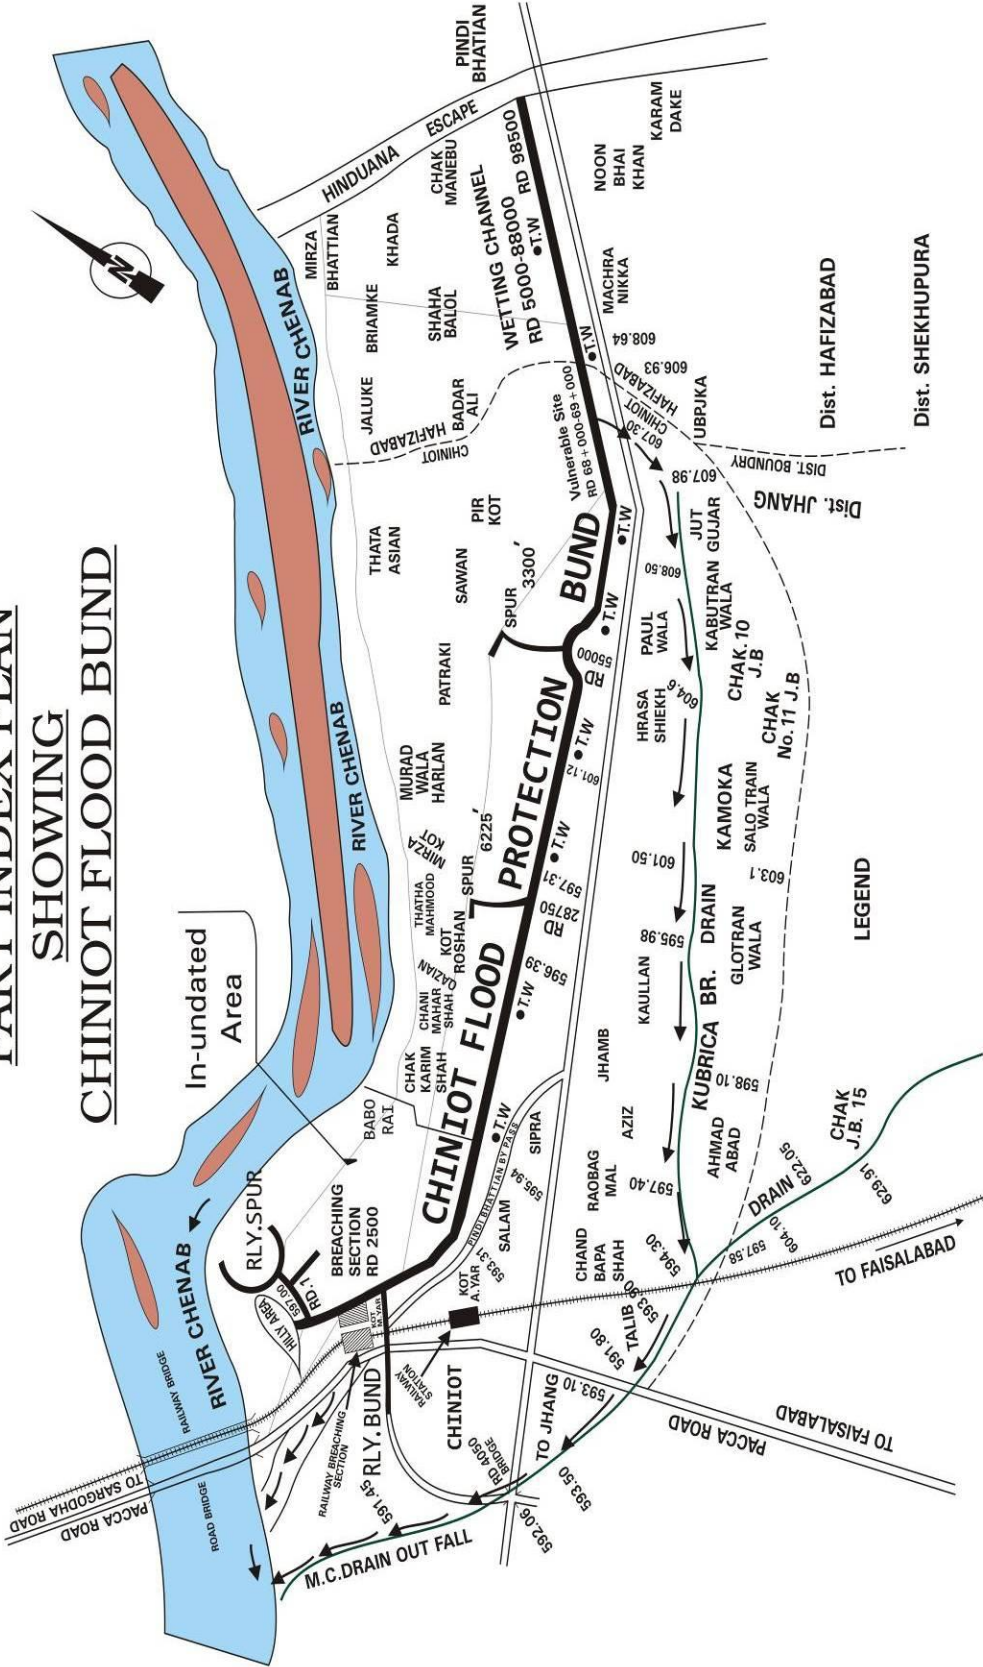 PART INDEX PLAN
SHOWING
CHINIOT FLOOD BUND
In-undated
Area
N
RIVER CHENAB
RIVER CHENAB
RIVER CHENAB
PINDI
BHATIAN
HINDUANA ESCAPE
MIRZA
BHATTIAN
CHAK
MANEBU
KHADA
BRIAMKE
SHAHA
BALOL
WETTING CHANNEL
RD 5000-88000
RD 98500
T.W
KARAM
DAKE
NOON
BHAI
KHAN
MACHRA
NIKKA
T.W
608.64
606.93
JALUKE
BADAR
ALI
HAFIZABAD
CHINIOT
HAFIZABAD
CHINIOT
607.30
UBPJKA
Vulnerable Site
RD 68+000-69+000
Dist. HAFIZABAD
Dist. SHEKHUPURA
DIST. BOUNDRY
Dist. JHANG
607.98
THATA
ASIAN
PIR
KOT
SAWAN
SPUR
3300´
BUND
T.W
JUT
GUJAR
608.50
KABUTRAN
WALA
PAUL
WALA
T.W
PATRAKI
RD
55000
CHAK.10
J.B
604.6
HRASA
SHIEKH
CHAK
No.11 J.B
MURAD
WALA
HARLAN
MIRZA
KOT
SPUR
6225´
PROTECTION
T.W
601.12
T.W
597.31
KAMOKA
SALO TRAIN
WALA
601.50
603.1
THATHA
MAHMOOD
KOT
ROSHAN
QAZIAN
RD
28750
596.39
T.W
595.98
KAULLAN
GLOTRAN
WALA
LEGEND
CHANI
MAHAR
SHAH
CHAK
KARIM
SHAH
CHINIOT FLOOD
JHAMB
KUBRICA BR. DRAIN
598.10
BABO
RAI
T.W
SIPRA
PINDI BHATTIAN BY PASS
595.94
AZIZ
AHMAD
ABAD
CHAK
J.B. 15
RLY.SPUR
BREACHING
SECTION
RD 2500
SALAM
RAOBAG
MAL
597.40
DRAIN
622.05
629.91
604.10
597.58
HILLY AREA
597.00
RD.1
KOT
M.YAR
593.31
KOT
A.YAR
CHAND
BAPA
SHAH
594.30
593.90
TALIB
591.80
TO FAISALABAD
RAILWAY BRIDGE
ROAD BRIDGE
TO SARGODHA ROAD
PACCA ROAD
RAILWAY BREACHING
SECTION
RLY. BUND
RAILWAY
STATION
CHINIOT
591.45
RD 4050
BRIDGE
TO JHANG
593.10
593.50
592.06
PACCA ROAD
TO FAISALABAD
M.C.DRAIN OUT FALL